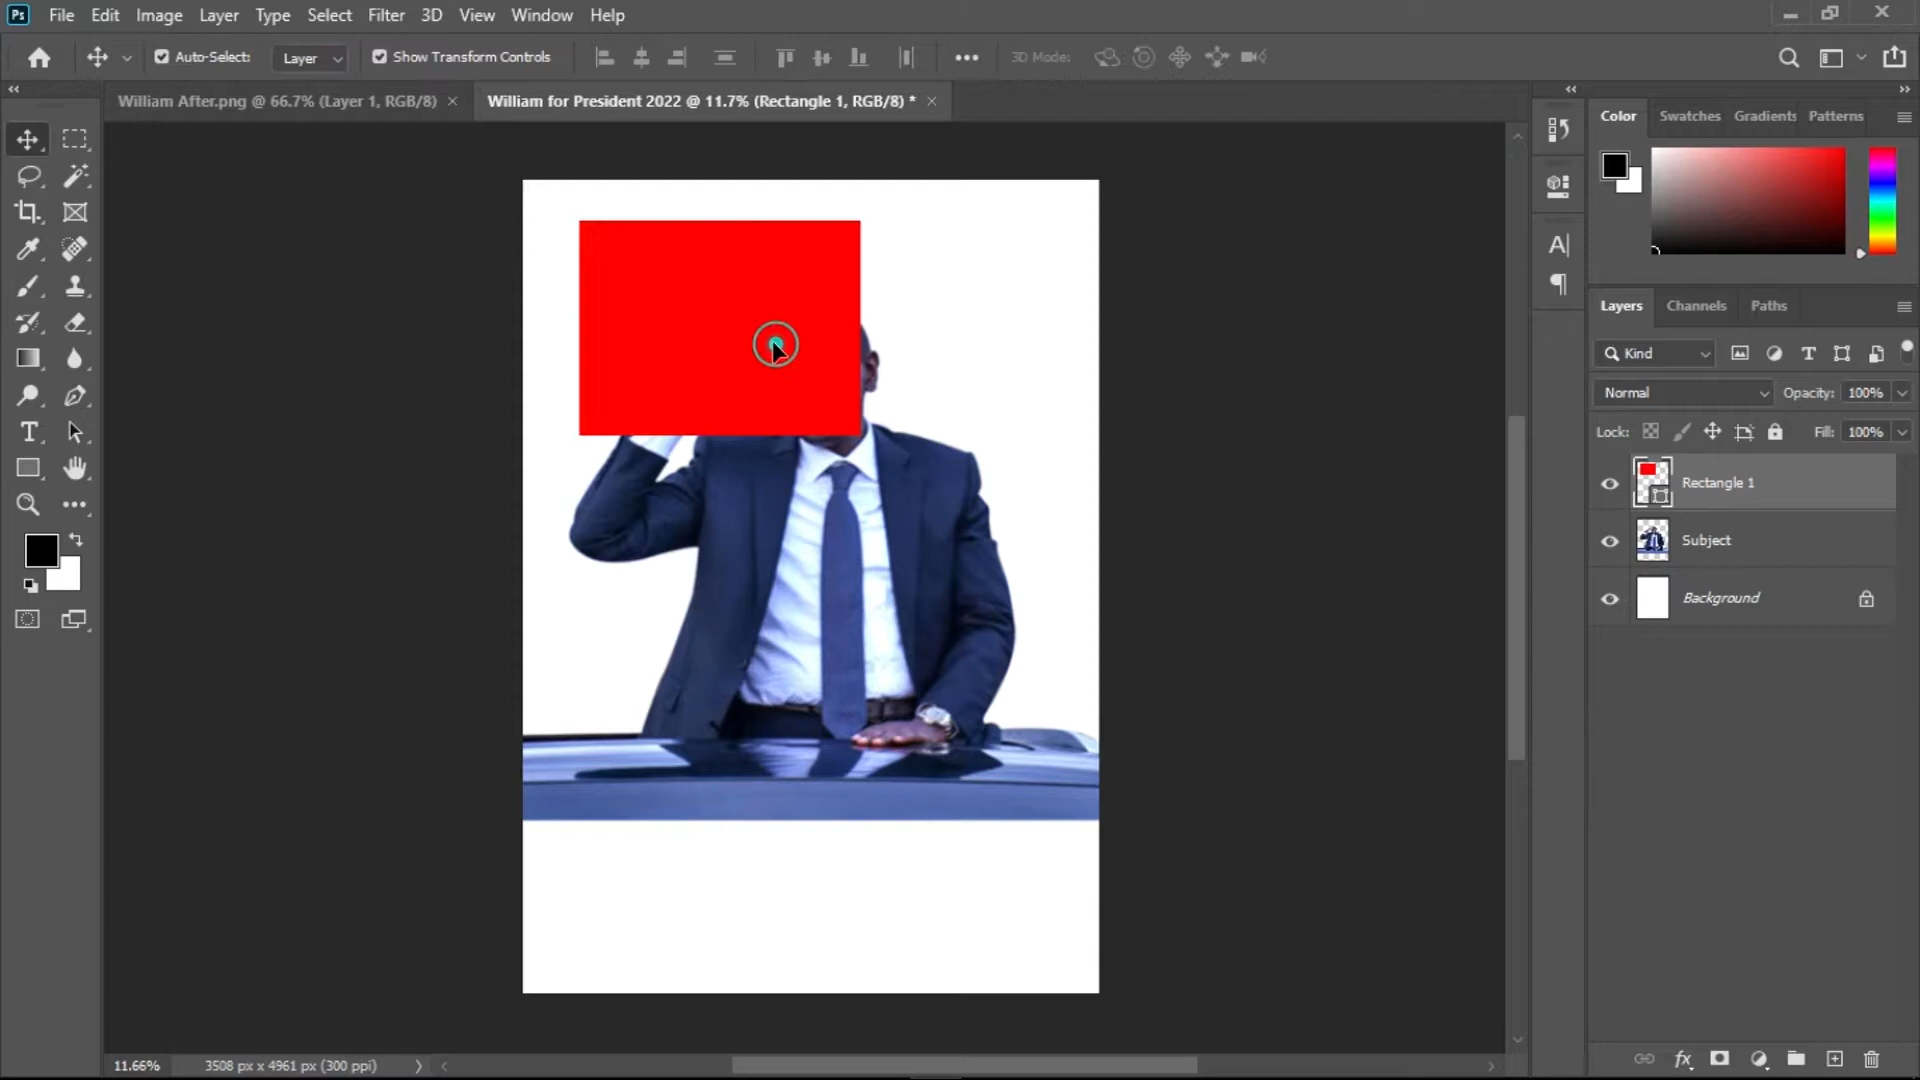 Ps File Edit Image Layer Type Select Filter 3D View Window Help
Auto-Select: Layer Show Transform Controls 3D Mode:
William After.png @ 66.7% (Layer 1, RGB/8) × William for President 2022 @ 11.7% (Rectangle 1, RGB/8) * ×
Color Swatches Gradients Patterns
Layers Channels Paths
Kind
Normal Opacity: 100%
Lock: Fill: 100%
Rectangle 1
Subject
Background
11.66% 3508 px x 4961 px (300 ppi)